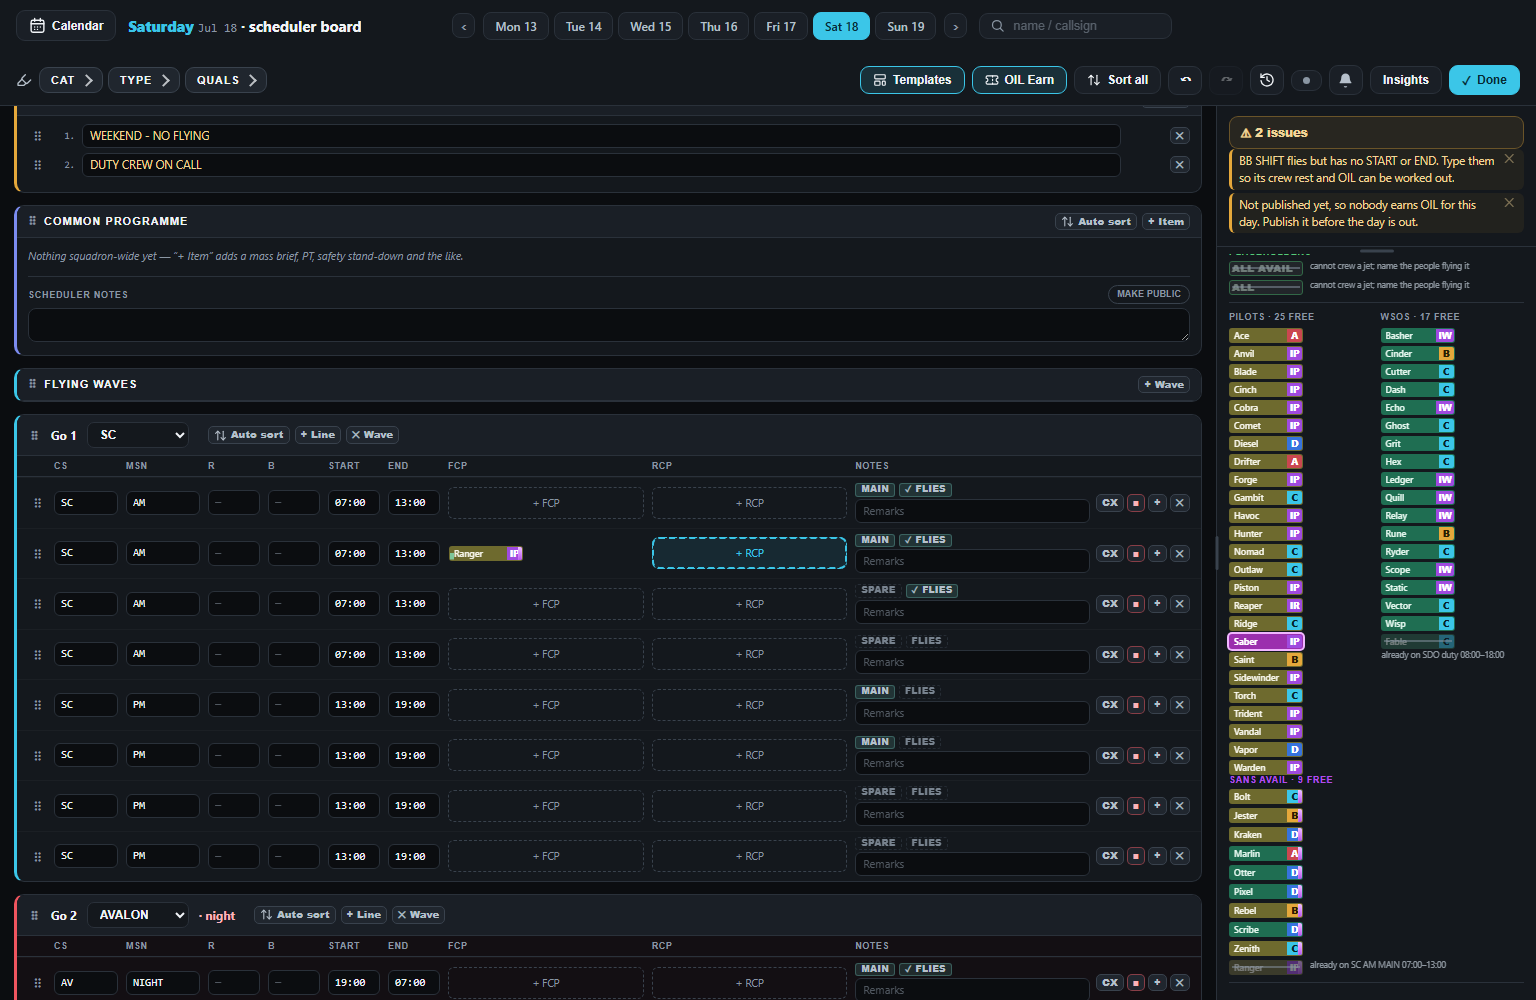 Calendar
Saturday Jul 18 · scheduler board
‹ Mon 13 Tue 14 Wed 15 Thu 16 Fri 17 Sat 18 Sun 19 ›
name / callsign
CAT TYPE QUALS
Templates OIL Earn Sort all Insights ✓ Done
1. WEEKEND - NO FLYING
2. DUTY CREW ON CALL
COMMON PROGRAMME
Auto sort + Item
Nothing squadron-wide yet — "+ Item" adds a mass brief, PT, safety stand-down and the like.
SCHEDULER NOTES
MAKE PUBLIC
FLYING WAVES
+ Wave
Go 1 SC Auto sort + Line ✕ Wave
CS MSN R B START END FCP RCP NOTES
SC AM – – 07:00 13:00 + FCP + RCP MAIN ✓ FLIES Remarks CX ■ + ✕
SC AM – – 07:00 13:00 Ranger IP + RCP MAIN ✓ FLIES Remarks CX ■ + ✕
SC AM – – 07:00 13:00 + FCP + RCP SPARE ✓ FLIES Remarks CX ■ + ✕
SC AM – – 07:00 13:00 + FCP + RCP SPARE FLIES Remarks CX ■ + ✕
SC PM – – 13:00 19:00 + FCP + RCP MAIN FLIES Remarks CX ■ + ✕
SC PM – – 13:00 19:00 + FCP + RCP MAIN FLIES Remarks CX ■ + ✕
SC PM – – 13:00 19:00 + FCP + RCP SPARE FLIES Remarks CX ■ + ✕
SC PM – – 13:00 19:00 + FCP + RCP SPARE FLIES Remarks CX ■ + ✕
Go 2 AVALON · night Auto sort + Line ✕ Wave
CS MSN R B START END FCP RCP NOTES
AV NIGHT – – 19:00 07:00 + FCP + RCP MAIN ✓ FLIES Remarks CX ■ + ✕
⚠ 2 issues
BB SHIFT flies but has no START or END. Type them
so its crew rest and OIL can be worked out.
Not published yet, so nobody earns OIL for this
day. Publish it before the day is out.
ALL AVAIL cannot crew a jet; name the people flying it
ALL cannot crew a jet; name the people flying it
PILOTS · 25 FREE
Ace A
Anvil IP
Blade IP
Cinch IP
Cobra IP
Comet IP
Diesel D
Drifter A
Forge IP
Gambit C
Havoc IP
Hunter IP
Nomad C
Outlaw C
Piston IP
Reaper IR
Ridge C
Saber IP
Saint B
Sidewinder IP
Torch C
Trident IP
Vandal IP
Vapor D
Warden IP
WSOS · 17 FREE
Basher IW
Cinder B
Cutter C
Dash C
Echo IW
Ghost C
Grit C
Hex C
Ledger IW
Quill IW
Relay IW
Rune B
Ryder C
Scope IW
Static IW
Vector C
Wisp C
Fable C
already on SDO duty 08:00–18:00
SANS AVAIL · 9 FREE
Bolt C
Jester B
Kraken D
Marlin A
Otter D
Pixel D
Rebel B
Scribe D
Zenith C
Ranger IP already on SC AM MAIN 07:00–13:00